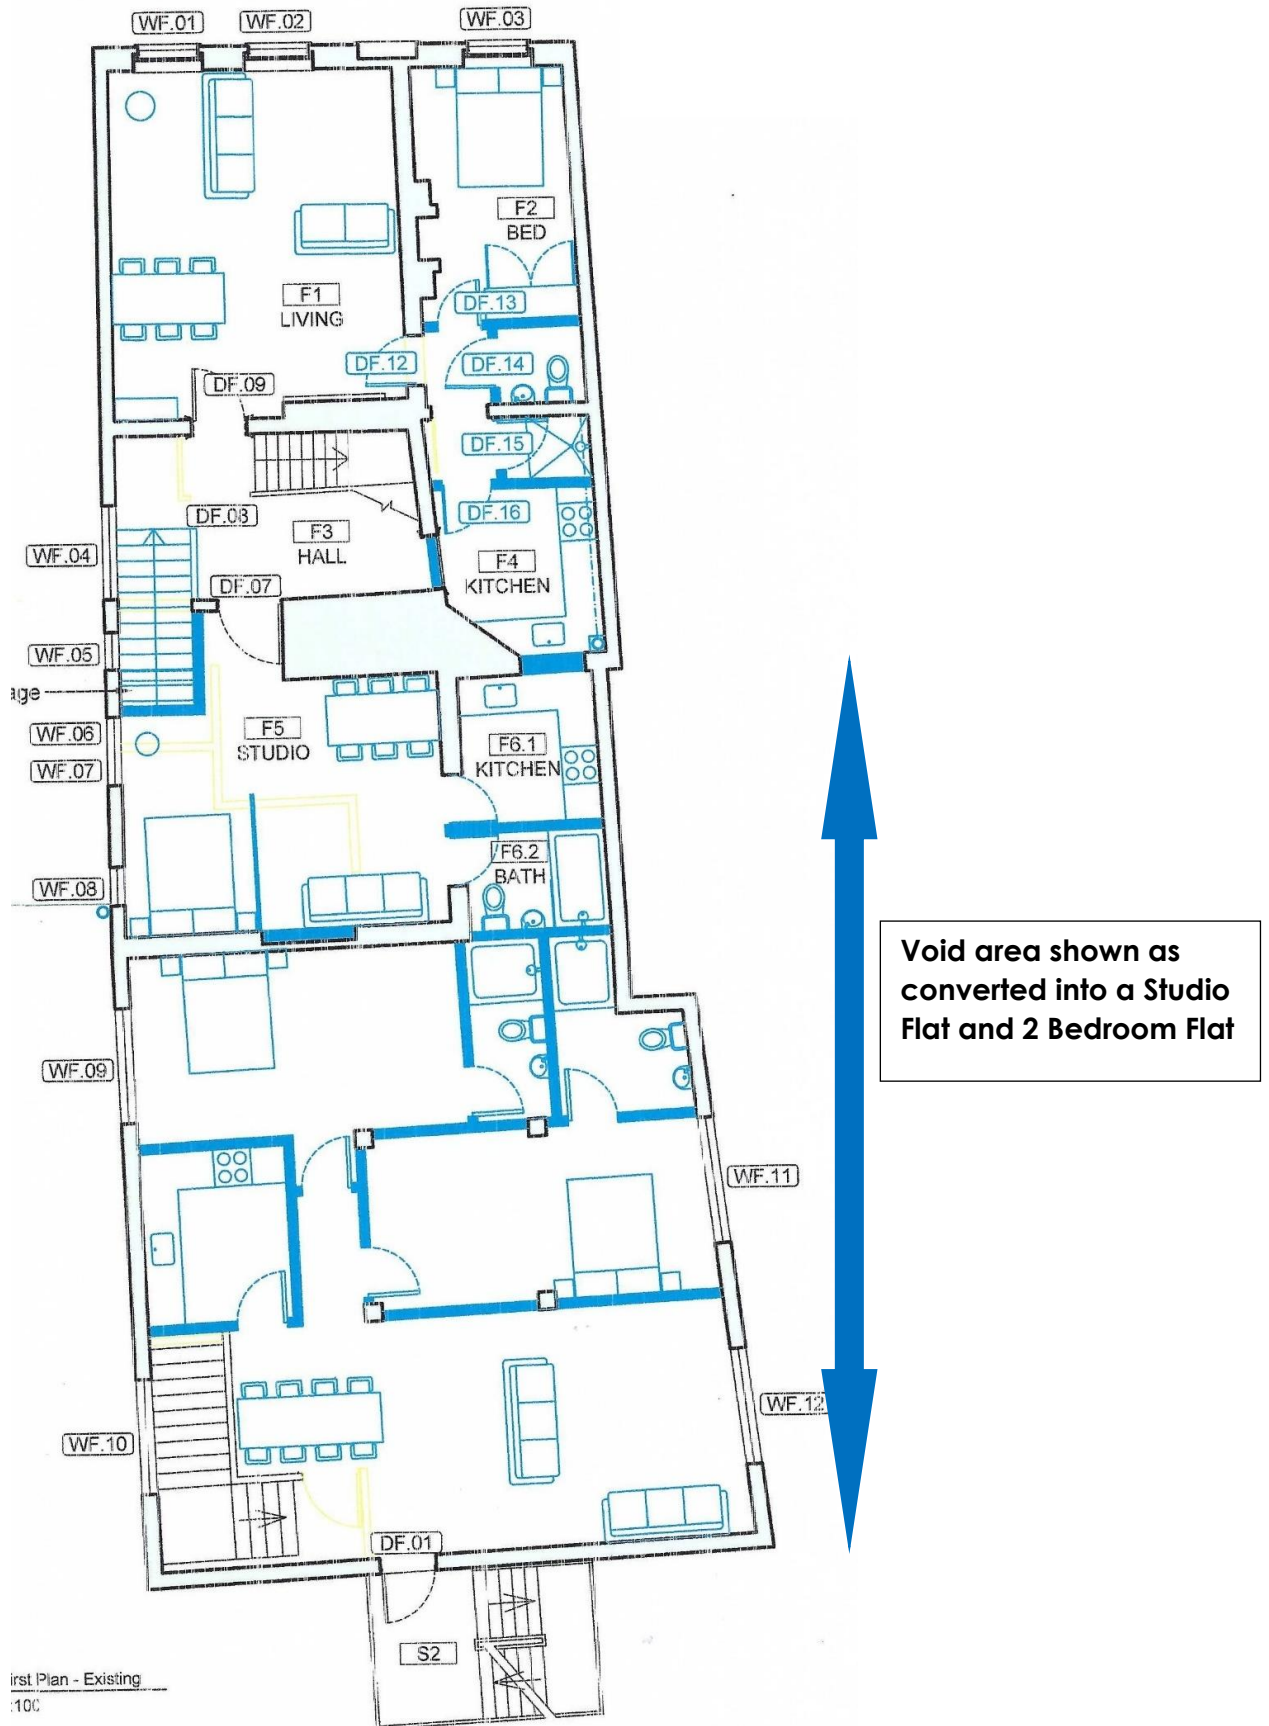 WF.01
WF.02
WF.03
F2
BED
F1
LIVING
DF.13
DF.12
DF.14
DF.09
DF.15
DF.08
DF.16
F3
HALL
WF.04
F4
KITCHEN
DF.07
WF.05
age
F5
STUDIO
WF.06
F6.1
KITCHEN
WF.07
F6.2
BATH
WF.08
Void area shown as
converted into a Studio
Flat and 2 Bedroom Flat
WF.09
WF.11
WF.12
WF.10
DF.01
S2
irst Plan - Existing
:100